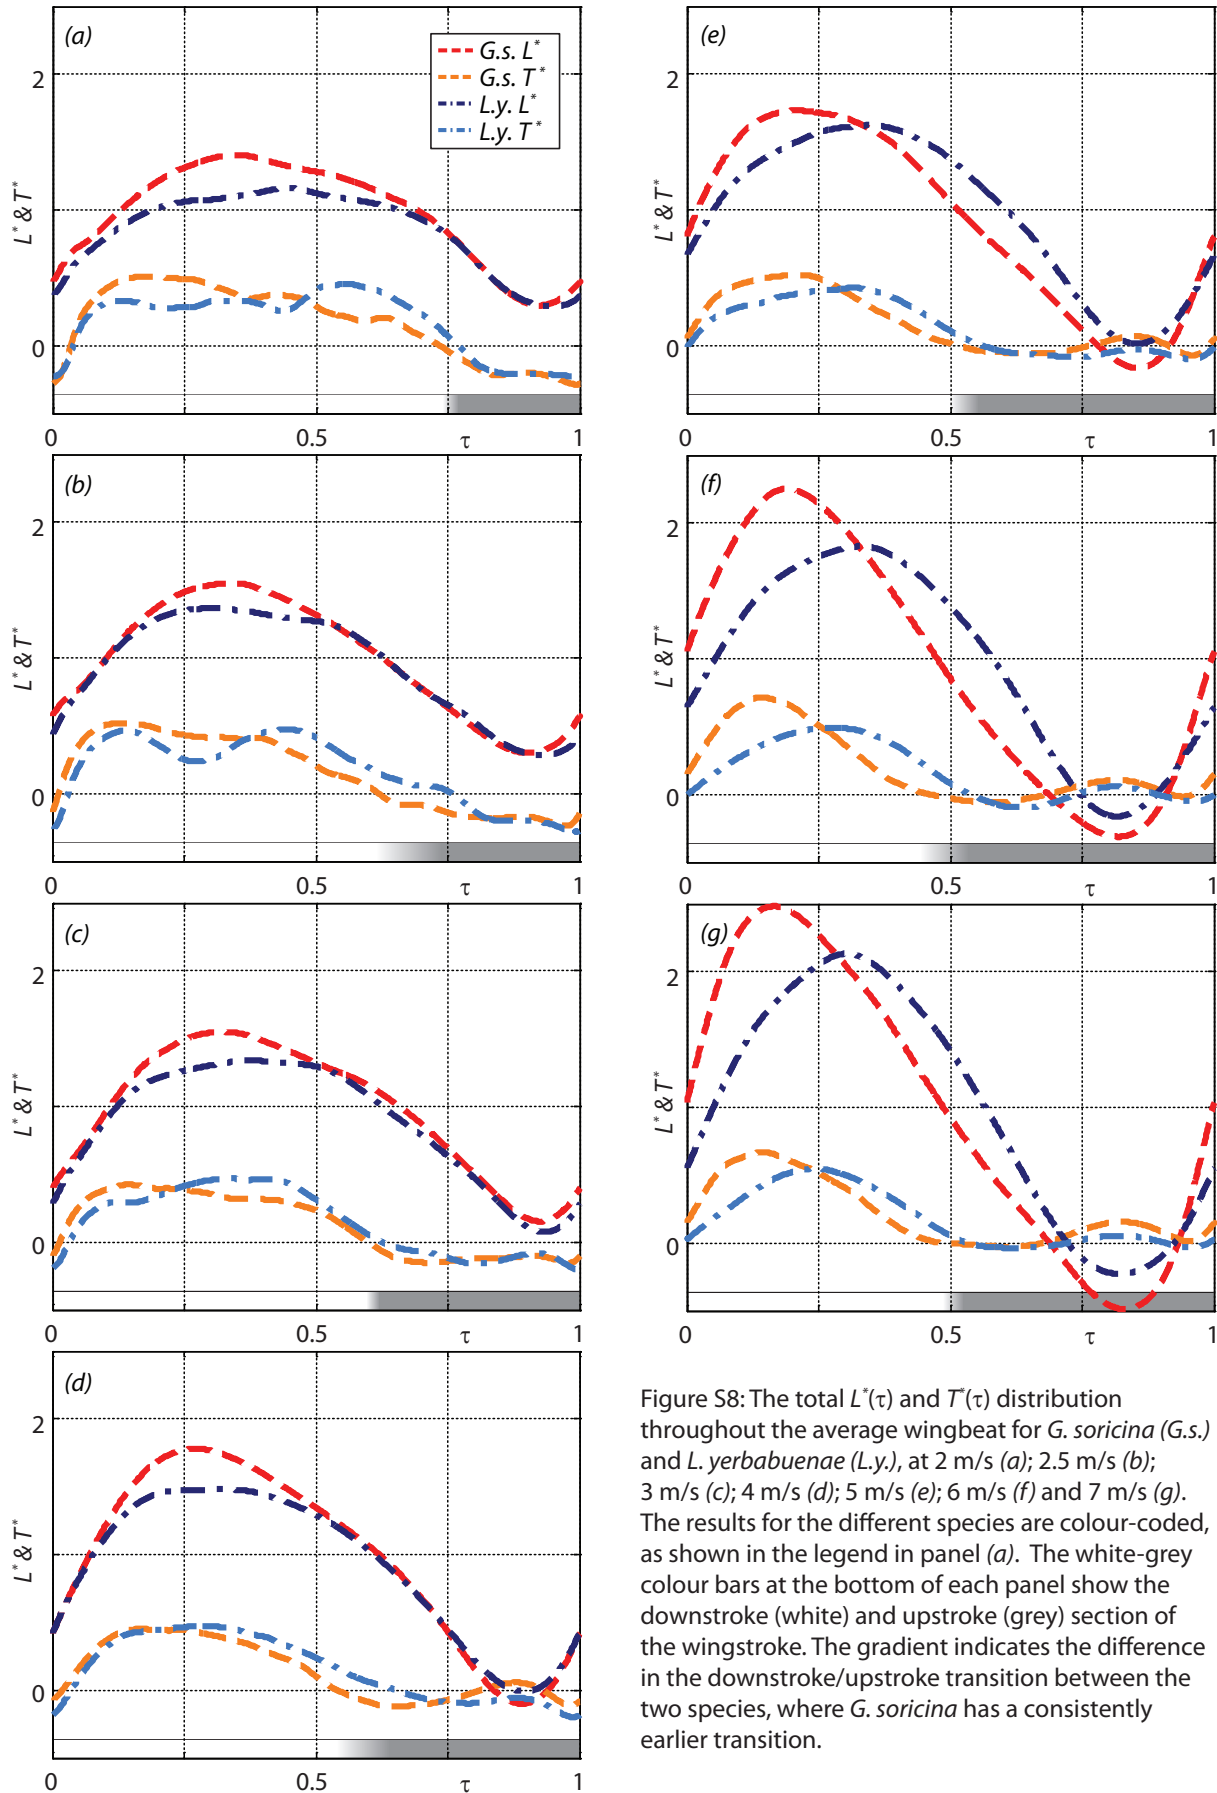 (a)
G.s. L*
G.s. T*
L.y. L*
L.y. T*
2
0
L* & T*
0 0.5 τ 1
(b)
2
0
L* & T*
0 0.5 τ 1
(c)
2
0
L* & T*
0 0.5 τ 1
(d)
2
0
L* & T*
0 0.5 τ 1
(e)
2
0
L* & T*
0 0.5 τ 1
(f)
2
0
L* & T*
0 0.5 τ 1
(g)
2
0
L* & T*
0 0.5 τ 1
Figure S8: The total L*(τ) and T*(τ) distribution
throughout the average wingbeat for G. soricina (G.s.)
and L. yerbabuenae (L.y.), at 2 m/s (a); 2.5 m/s (b);
3 m/s (c); 4 m/s (d); 5 m/s (e); 6 m/s (f) and 7 m/s (g).
The results for the different species are colour-coded,
as shown in the legend in panel (a). The white-grey
colour bars at the bottom of each panel show the
downstroke (white) and upstroke (grey) section of
the wingstroke. The gradient indicates the difference
in the downstroke/upstroke transition between the
two species, where G. soricina has a consistently
earlier transition.